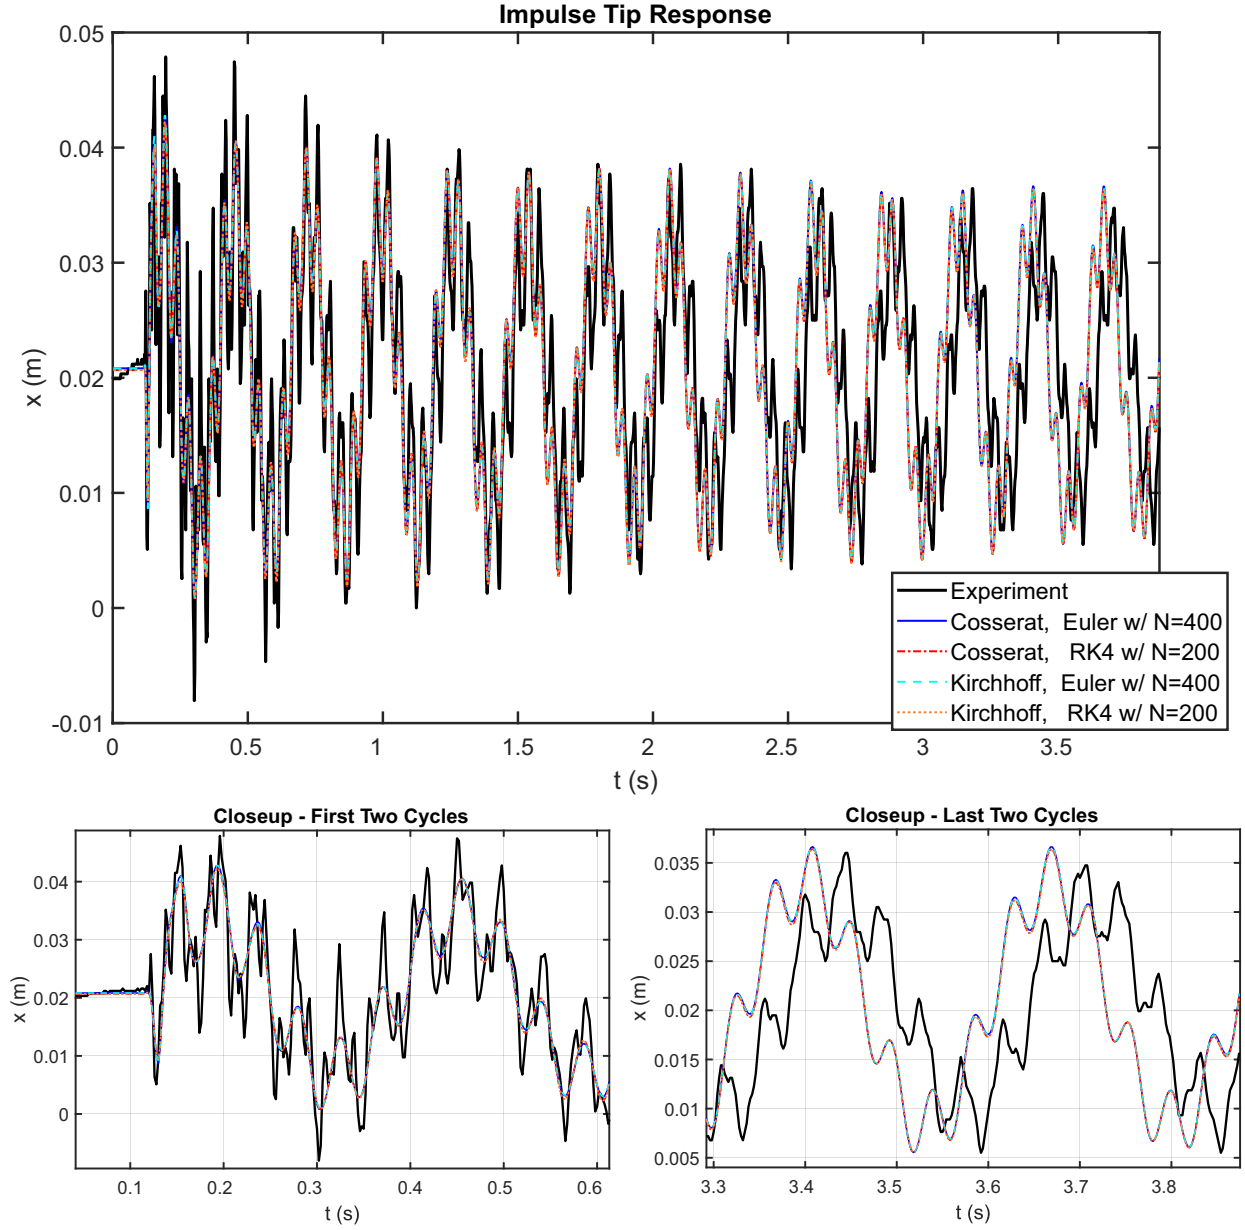 Impulse Tip Response
0.05
0.04
0.03
0.02
0.01
0
-0.01
x (m)
0
0.5
1
1.5
2
2.5
3
3.5
t (s)
Experiment
Cosserat, Euler w/ N=400
Cosserat, RK4 w/ N=200
Kirchhoff, Euler w/ N=400
Kirchhoff, RK4 w/ N=200
Closeup - First Two Cycles
0.04
0.03
0.02
0.01
0
x (m)
0.1
0.2
0.3
0.4
0.5
0.6
t (s)
Closeup - Last Two Cycles
0.035
0.03
0.025
0.02
0.015
0.01
0.005
x (m)
3.3
3.4
3.5
3.6
3.7
3.8
t (s)